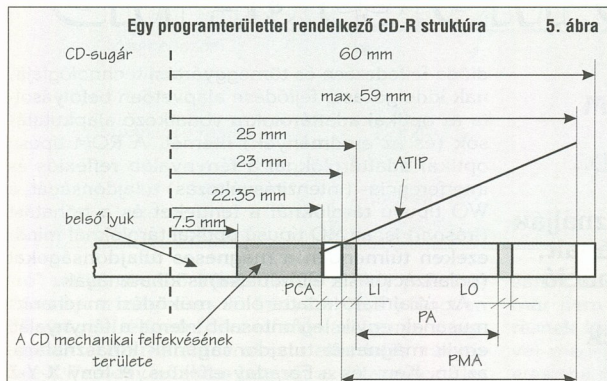 Egy programterülettel rendelkező CD-R struktúra 5. ábra
CD-sugár
60 mm
max. 59 mm
25 mm
23 mm
ATIP
22.35 mm
7.5 mm
belső lyuk
PCA
LI
LO
PA
A CD mechanikai felfekvésének
területe
PMA